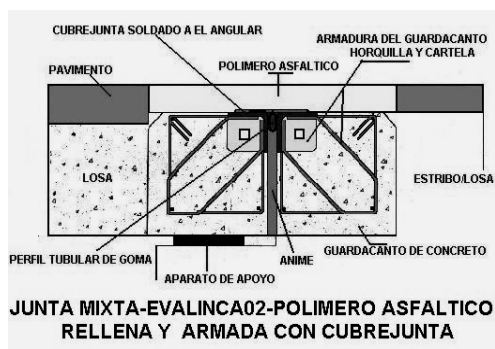 CUBREJUNTA SOLDADO A EL ANGULAR
ARMADURA DEL GUARDACANTO
HORQUILLA Y CARTELA
POLIMERO ASFALTICO
PAVIMENTO
LOSA
ESTRIBO/LOSA
PERFIL TUBULAR DE GOMA
ANIME
GUARDACANTO DE CONCRETO
APARATO DE APOYO
JUNTA MIXTA-EVALINCA02-POLIMERO ASFALTICO
RELLENA Y ARMADA CON CUBREJUNTA